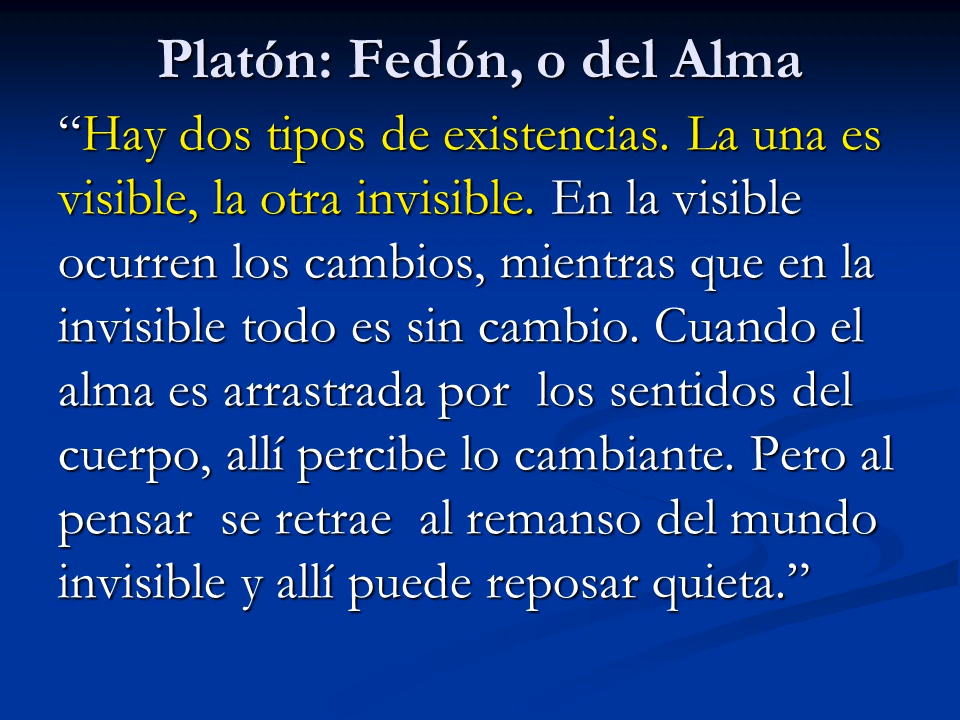 Platón: Fedón, o del Alma
“Hay dos tipos de existencias. La una es
visible, la otra invisible. En la visible
ocurren los cambios, mientras que en la
invisible todo es sin cambio. Cuando el
alma es arrastrada por  los sentidos del
cuerpo, allí percibe lo cambiante. Pero al
pensar  se retrae  al remanso del mundo
invisible y allí puede reposar quieta.”